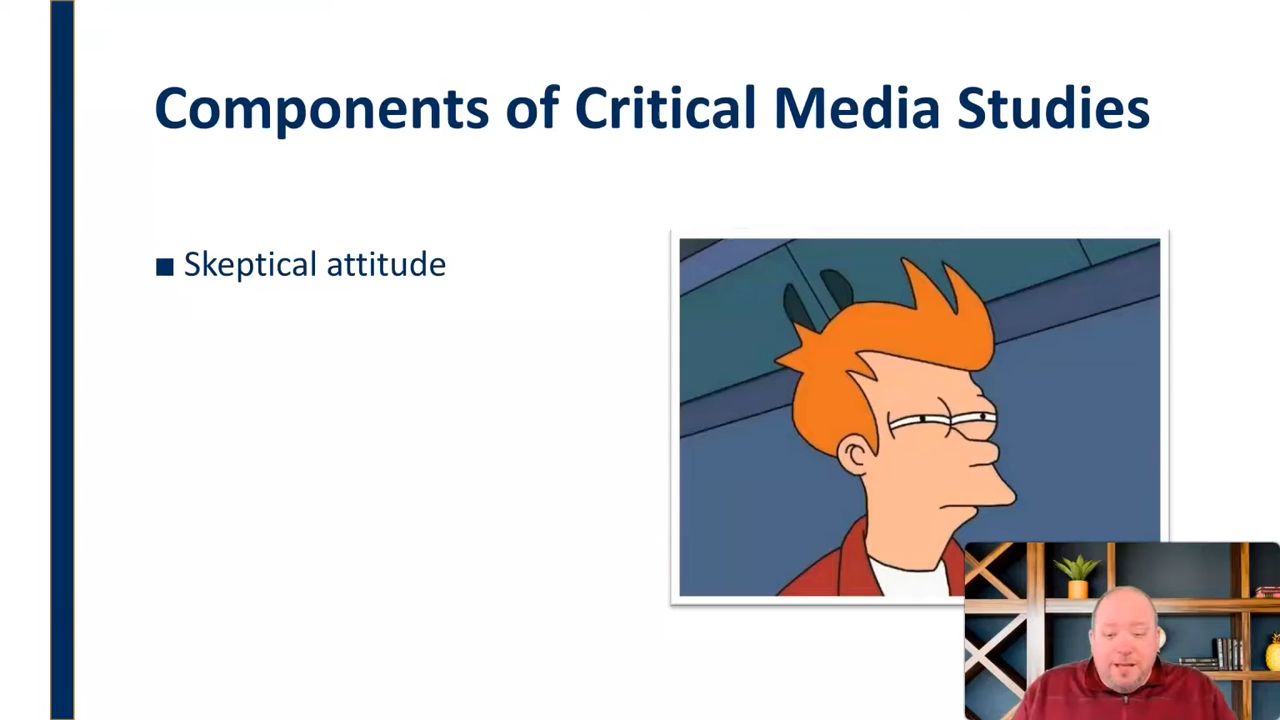 Components of Critical Media Studies
■ Skeptical attitude